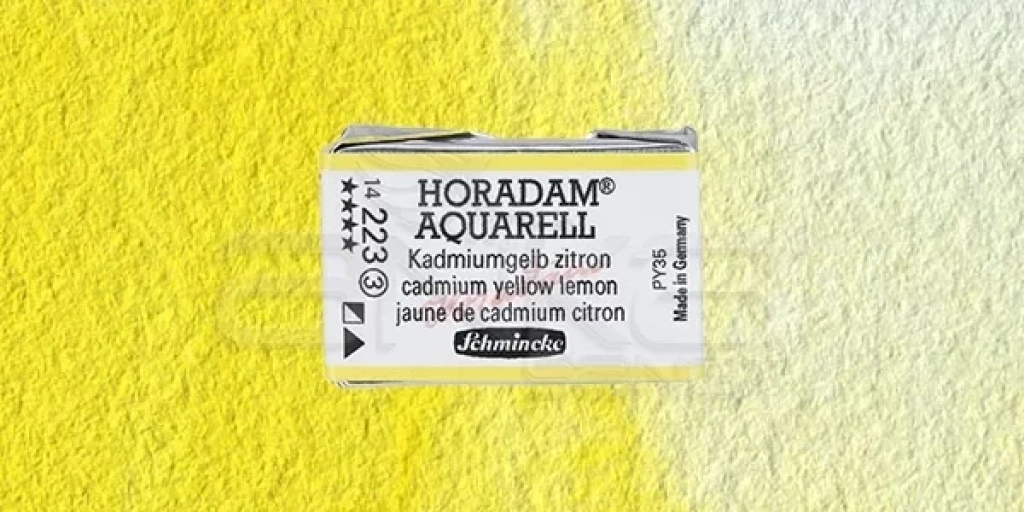 HORADAM®
AQUARELL
Kadmiumgelb zitron
cadmium yellow lemon
jaune de cadmium citron
Schmincke
14 223 ③
★★★★
PY35
Made in Germany